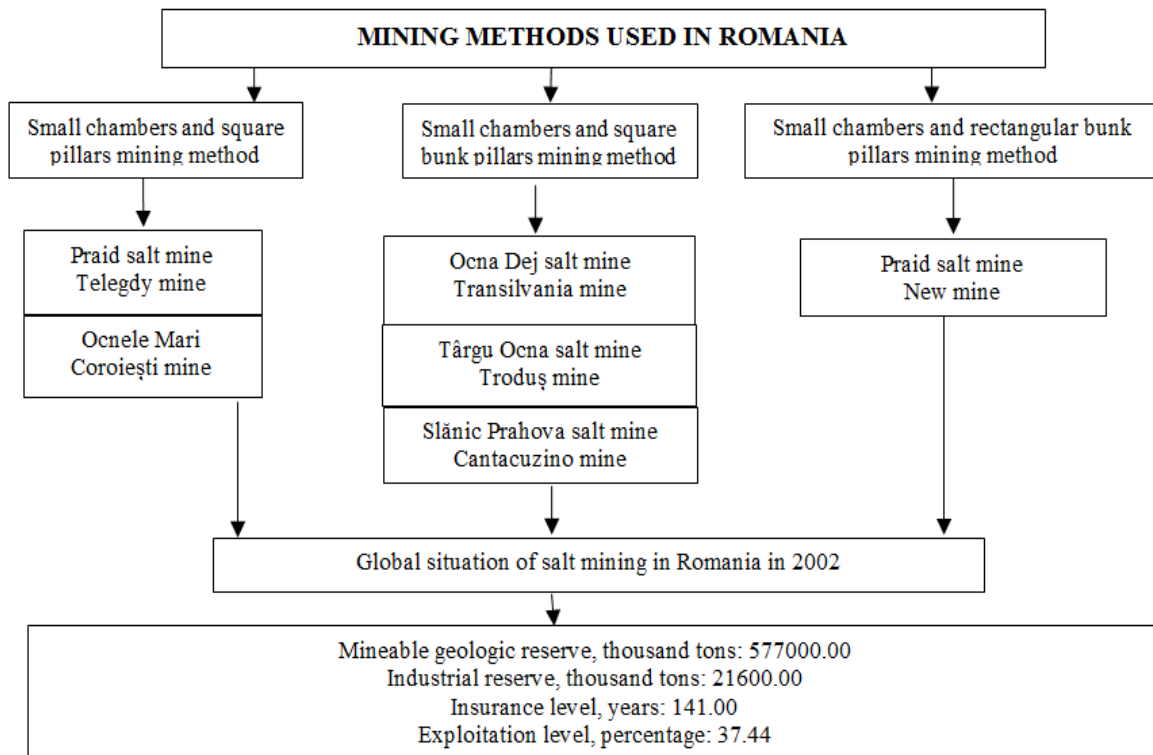 MINING METHODS USED IN ROMANIA
Small chambers and square
pillars mining method
Small chambers and square
bunk pillars mining method
Small chambers and rectangular bunk
pillars mining method
Praid salt mine
Telegdy mine
Ocnele Mari
Coroiești mine
Ocna Dej salt mine
Transilvania mine
Târgu Ocna salt mine
Troduș mine
Slănic Prahova salt mine
Cantacuzino mine
Praid salt mine
New mine
Global situation of salt mining in Romania in 2002
Mineable geologic reserve, thousand tons: 577000.00
Industrial reserve, thousand tons: 21600.00
Insurance level, years: 141.00
Exploitation level, percentage: 37.44